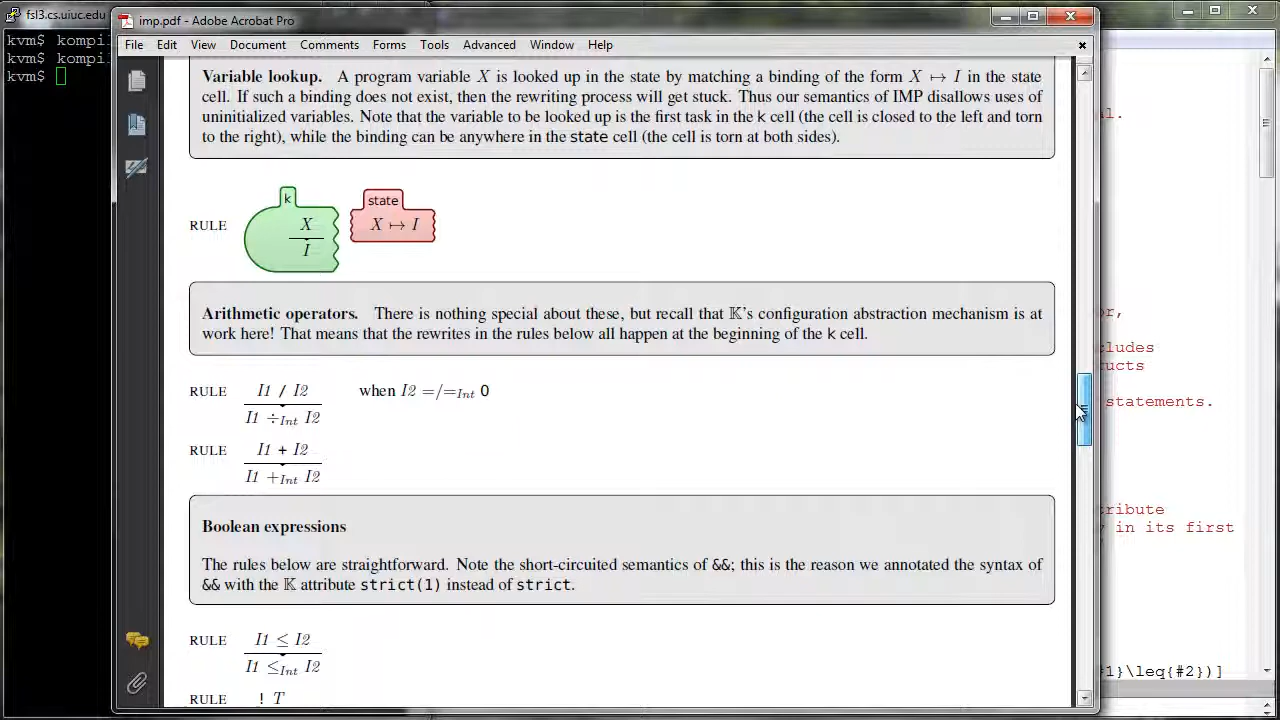 fsl3.cs.uiuc.edu
imp.pdf - Adobe Acrobat Pro
kvm$ kompi
kvm$ kompi
kvm$
File Edit View Document Comments Forms Tools Advanced Window Help
Variable lookup. A program variable X is looked up in the state by matching a binding of the form X ↦ I in the state
cell. If such a binding does not exist, then the rewriting process will get stuck. Thus our semantics of IMP disallows uses of
uninitialized variables. Note that the variable to be looked up is the first task in the k cell (the cell is closed to the left and torn
to the right), while the binding can be anywhere in the state cell (the cell is torn at both sides).
k
state
RULE X X ↦ I
I
Arithmetic operators. There is nothing special about these, but recall that 𝕂's configuration abstraction mechanism is at
work here! That means that the rewrites in the rules below all happen at the beginning of the k cell.
RULE I1 / I2 when I2 =/=Int 0
I1 ÷Int I2
RULE I1 + I2
I1 +Int I2
Boolean expressions
The rules below are straightforward. Note the short-circuited semantics of &&; this is the reason we annotated the syntax of
&& with the 𝕂 attribute strict(1) instead of strict.
RULE I1 ≤ I2
I1 ≤Int I2
RULE ! T
al.
or,
cludes
ucts
statements.
ribute
y in its first
1}\leq{#2})]